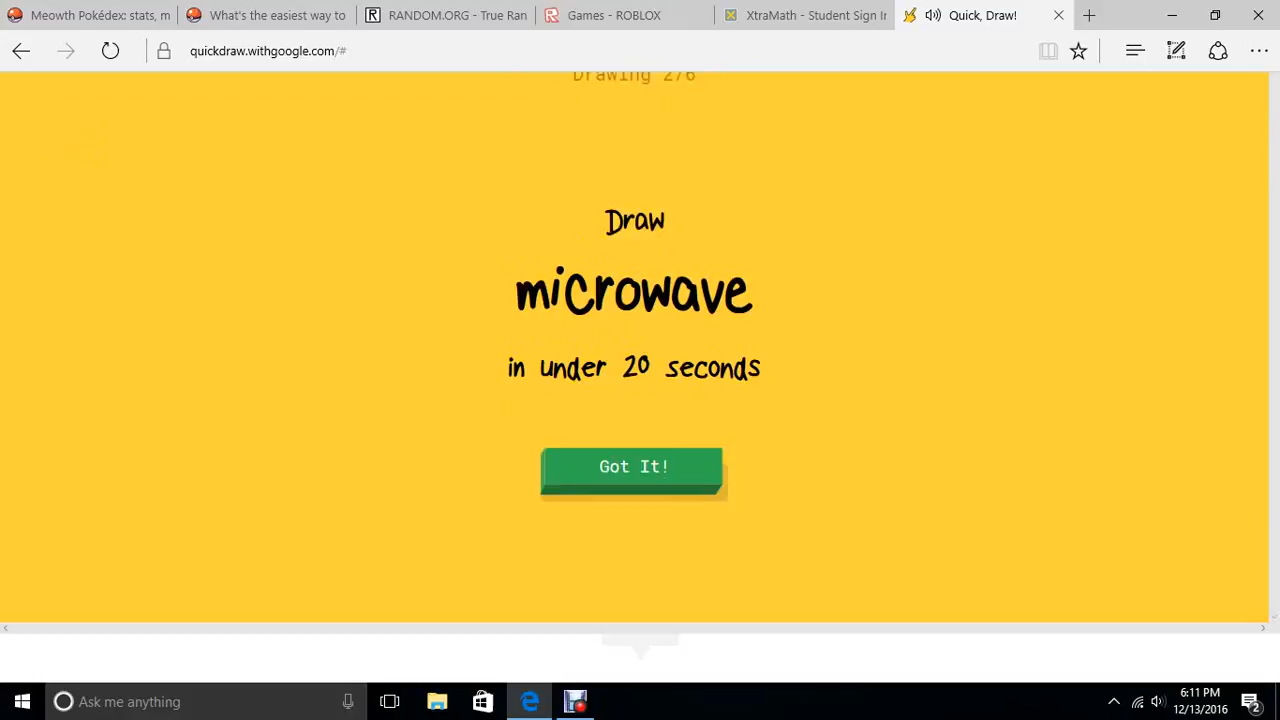 Meowth Pokédex: stats, m
What's the easiest way to
RANDOM.ORG - True Ran
Games - ROBLOX
XtraMath - Student Sign In
Quick, Draw!
quickdraw.withgoogle.com/#
Drawing 2/6
Draw
microwave
in under 20 seconds
Got It!
Ask me anything
6:11 PM
12/13/2016
2